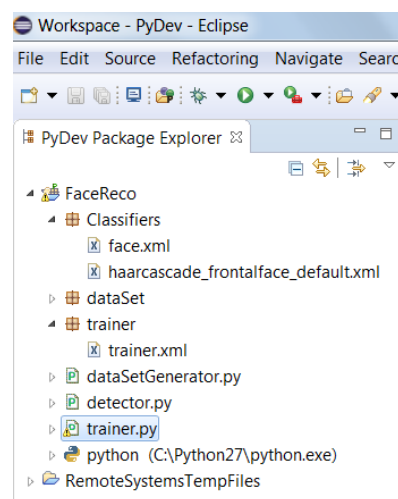 Workspace - PyDev - Eclipse
File Edit Source Refactoring Navigate Searc
PyDev Package Explorer
FaceReco
Classifiers
face.xml
haarcascade_frontalface_default.xml
dataSet
trainer
trainer.xml
dataSetGenerator.py
detector.py
trainer.py
python (C:\Python27\python.exe)
RemoteSystemsTempFiles